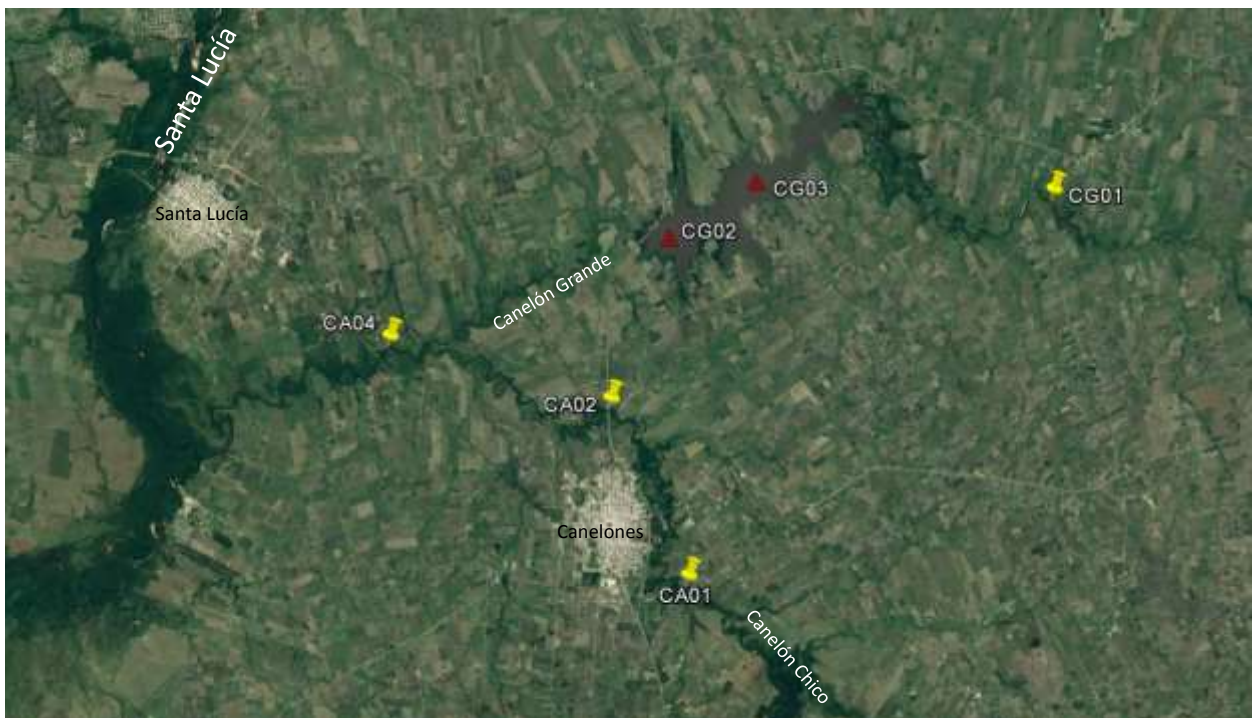 Santa Lucía
CG03
CG01
Santa Lucía
CG02
Canelón Grande
CA04
CA02
Canelones
CA01
Canelón Chico